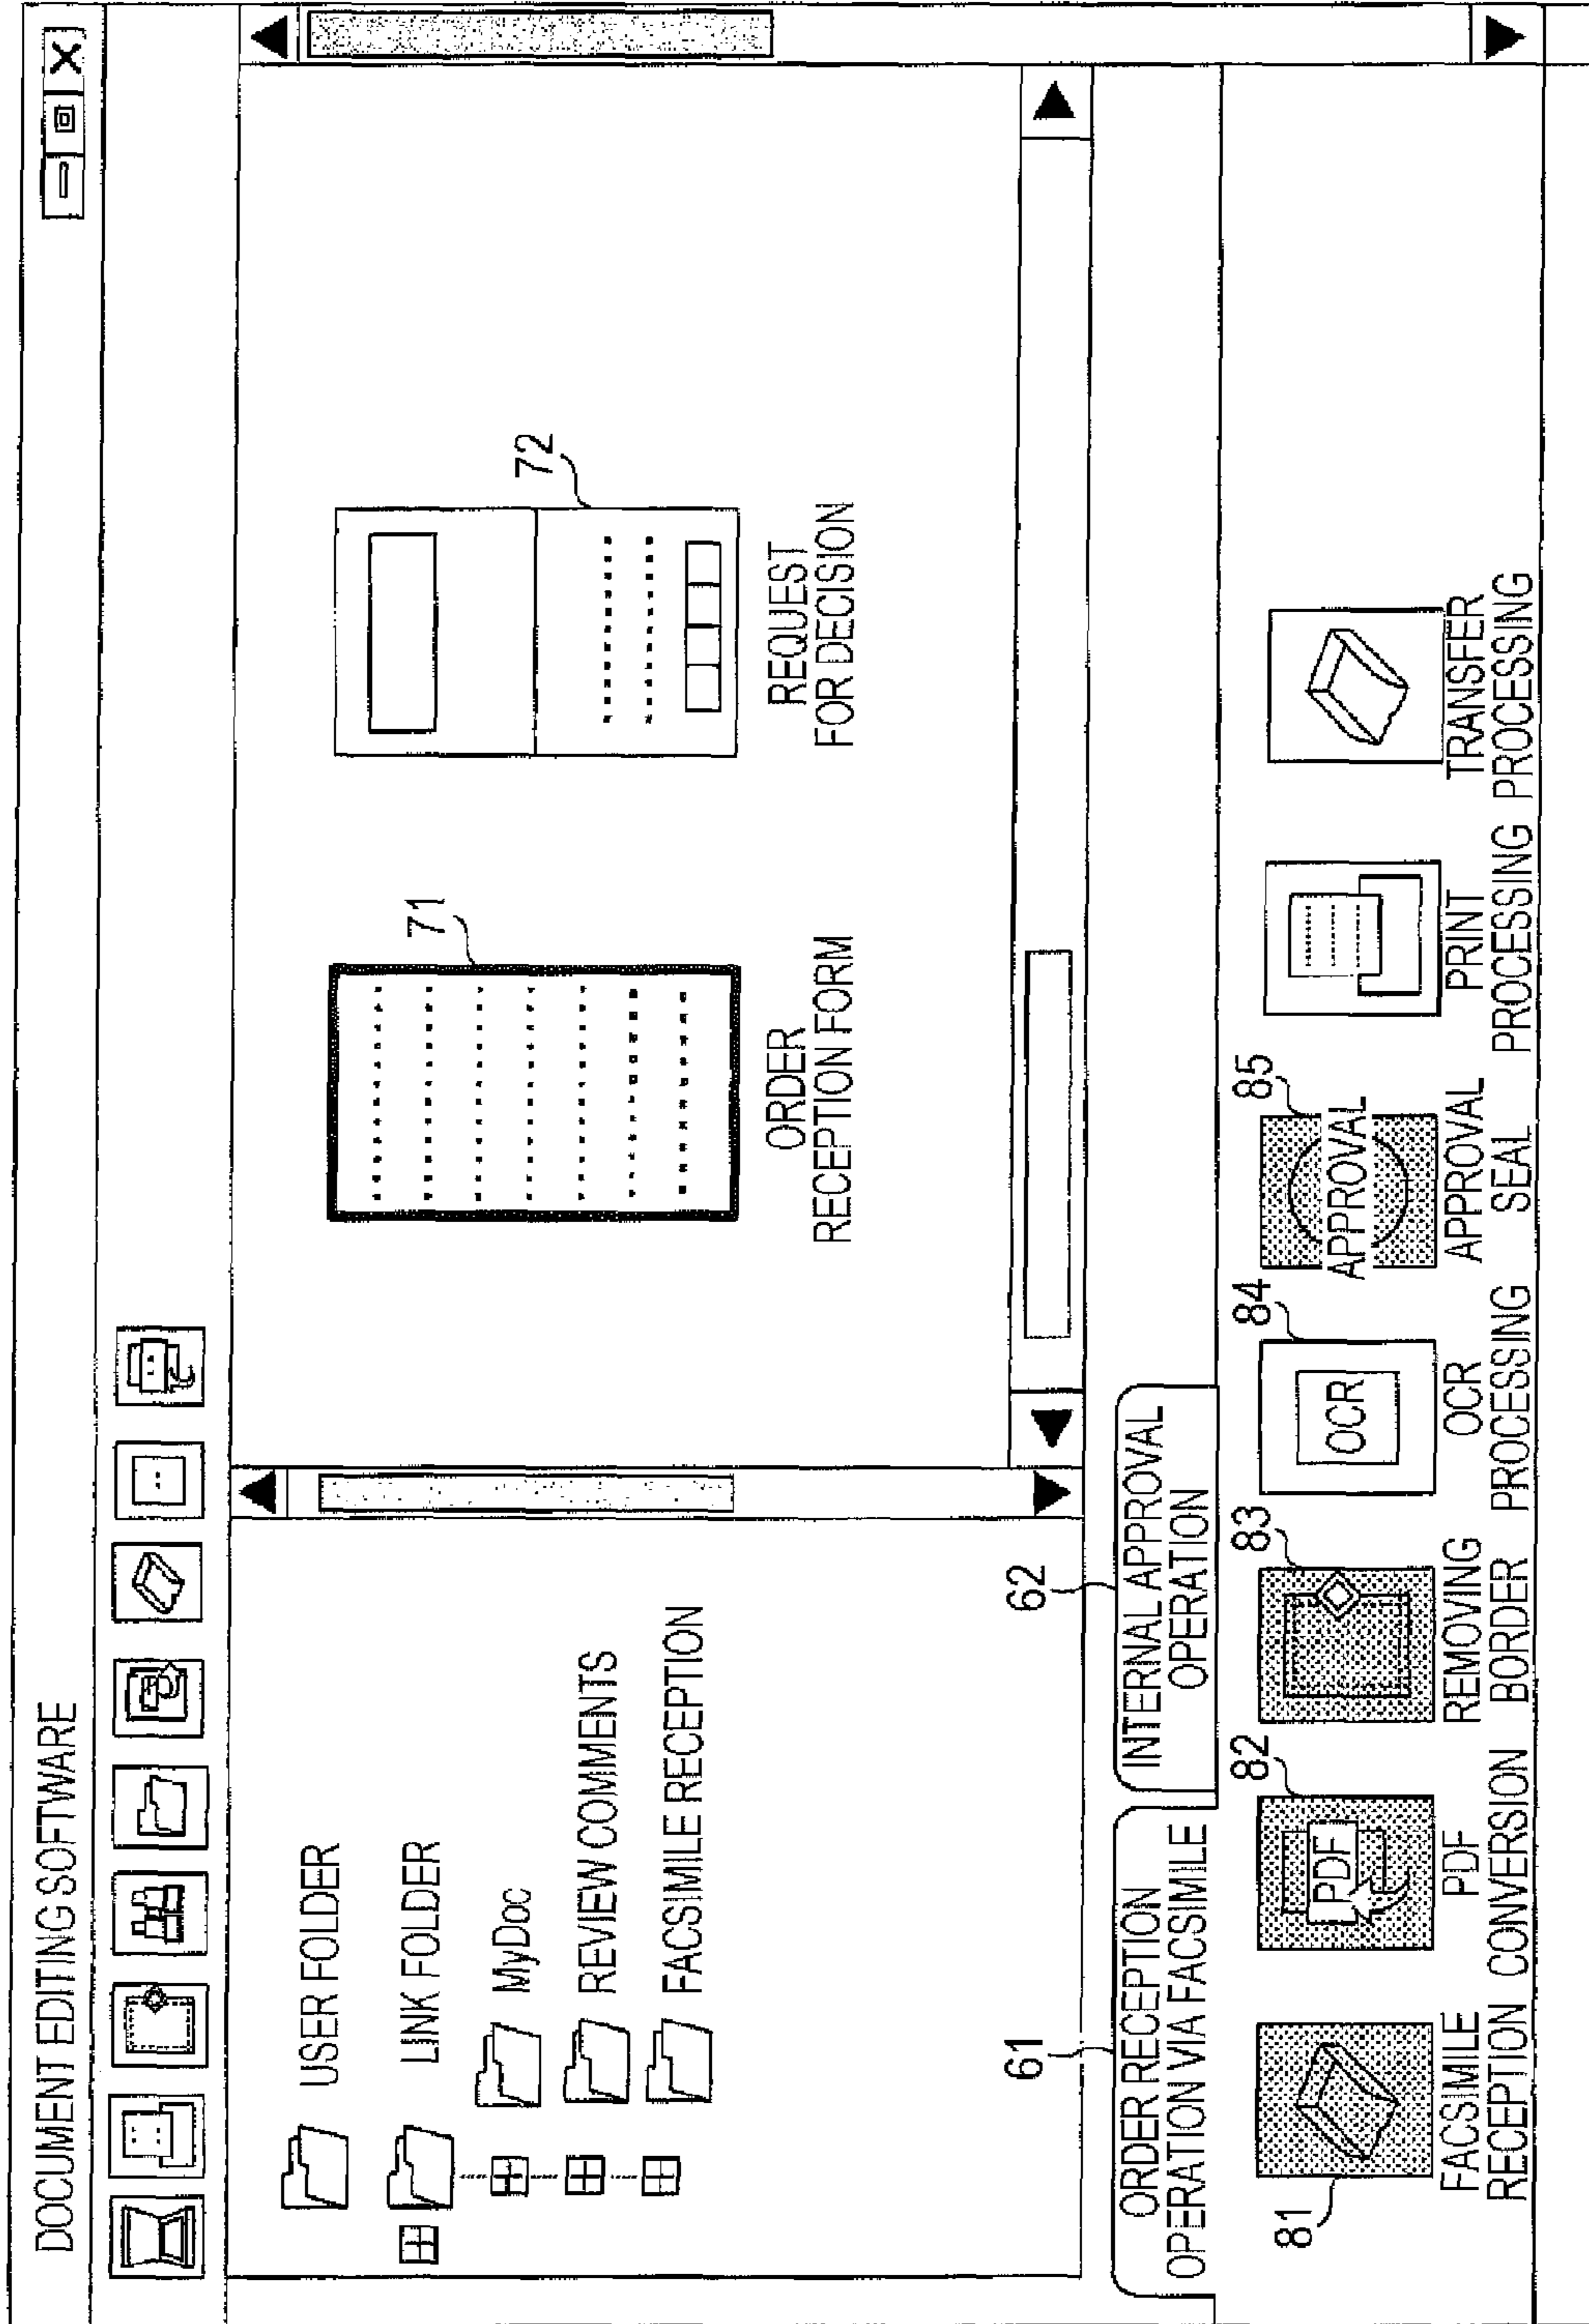 DOCUMENT EDITING SOFTWARE
USER FOLDER
LINK FOLDER
MyDoc
REVIEW COMMENTS
FACSIMILE RECEPTION
71
ORDER
RECEPTION FORM
72
REQUEST
FOR DECISION
61
ORDER RECEPTION
OPERATION VIA FACSIMILE
62
INTERNAL APPROVAL
OPERATION
81
FACSIMILE
RECEPTION
82
PDF
PDF
CONVERSION
83
REMOVING
BORDER
84
OCR
OCR
PROCESSING
85
APPROVAL
APPROVAL
SEAL
PRINT
PROCESSING
TRANSFER
PROCESSING